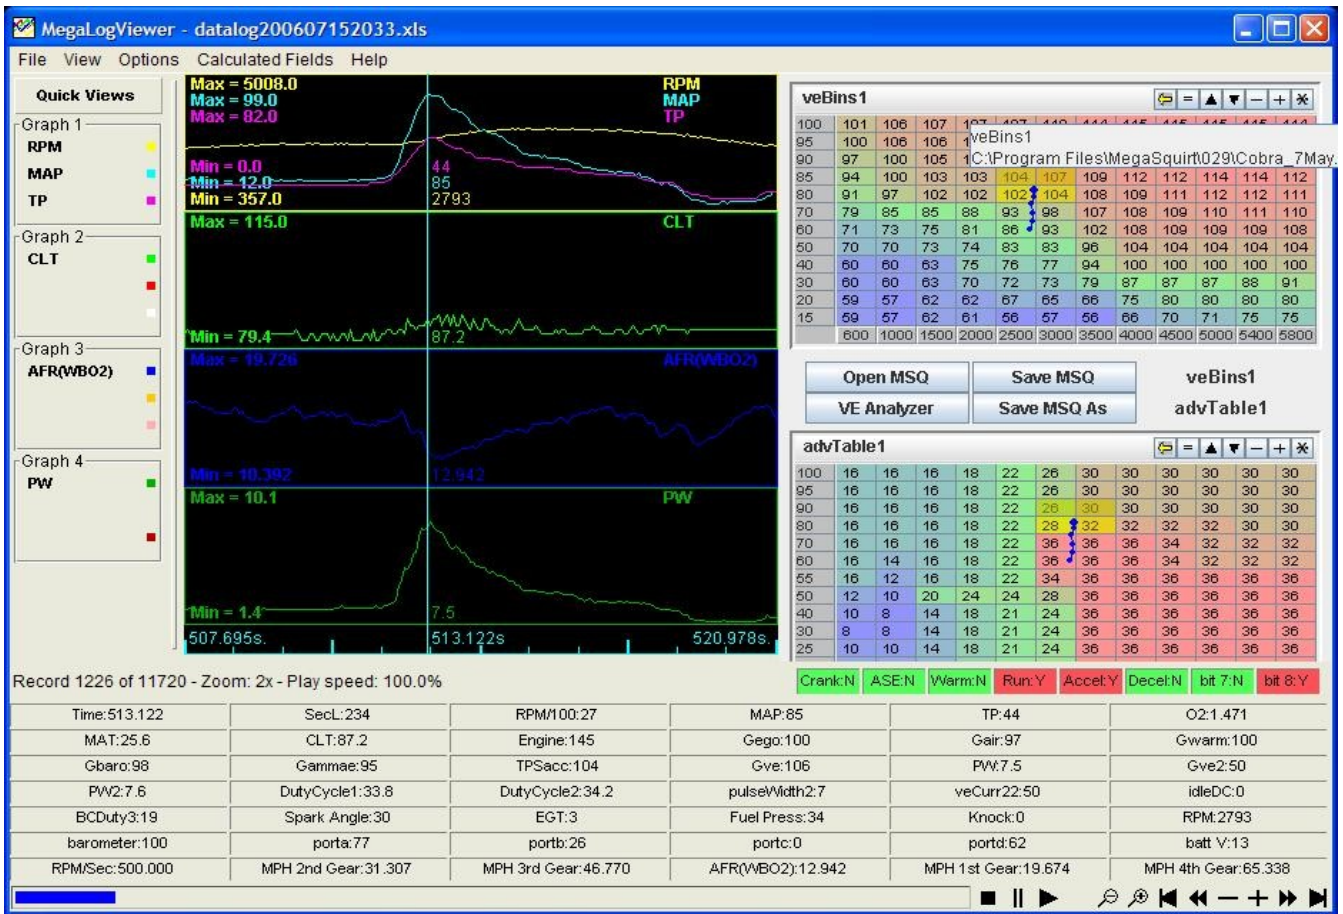 MegaLogViewer - datalog200607152033.xls
File View Options Calculated Fields Help
Quick Views
Graph 1
RPM
MAP
TP
Graph 2
CLT
Graph 3
AFR(WBO2)
Graph 4
PW
Max = 5008.0 RPM
Max = 99.0 MAP
Max = 82.0 TP
Min = 0.0 44
Min = 12.0 85
Min = 357.0 2793
Max = 115.0 CLT
Min = 79.4 87.2
Max = 19.726 AFR(WBO2)
Min = 10.392 12.942
Max = 10.1 PW
Min = 1.4 7.5
507.695s. 513.122s 520.978s.
veBins1
100 101 106 107
95 100 106 106
veBins1
90 97 100 105
C:\Program Files\MegaSquirt\029\Cobra_7May.
85 94 100 103 103 104 107 109 112 112 114 114 112
80 91 97 102 102 102 104 108 109 111 112 112 111
70 79 85 85 88 93 98 107 108 109 110 111 110
60 71 73 75 81 86 93 102 108 109 109 109 108
50 70 70 73 74 83 83 96 104 104 104 104 104
40 60 60 63 75 76 77 94 100 100 100 100 100
30 60 60 63 70 72 73 79 87 87 87 88 91
20 59 57 62 62 67 65 66 75 80 80 80 80
15 59 57 62 61 56 57 56 66 70 71 75 75
600 1000 1500 2000 2500 3000 3500 4000 4500 5000 5400 5800
Open MSQ Save MSQ veBins1
VE Analyzer Save MSQ As advTable1
advTable1
100 16 16 16 18 22 26 30 30 30 30 30 30
95 16 16 16 18 22 26 30 30 30 30 30 30
90 16 16 16 18 22 26 30 30 30 30 30 30
80 16 16 16 18 22 28 32 32 32 32 30 30
70 16 16 16 18 22 36 36 36 34 32 32 32
60 16 14 16 18 22 36 36 36 34 32 32 32
55 16 12 16 18 22 34 36 36 36 36 36 36
50 12 10 20 24 24 28 36 36 36 36 36 36
40 10 8 14 18 21 24 36 36 36 36 36 36
30 8 8 14 18 21 24 36 36 36 36 36 36
25 10 10 14 18 21 24 36 36 36 36 36 36
Record 1226 of 11720 - Zoom: 2x - Play speed: 100.0%
Crank:N ASE:N Warm:N Run:Y Accel:Y Decel:N bit 7:N bit 8:Y
Time:513.122 SecL:234 RPM/100:27 MAP:85 TP:44 O2:1.471
MAT:25.6 CLT:87.2 Engine:145 Gego:100 Gair:97 Gwarm:100
Gbaro:98 Gammae:95 TPSacc:104 Gve:106 PW:7.5 Gve2:50
PW2:7.6 DutyCycle1:33.8 DutyCycle2:34.2 pulseWidth2:7 veCurr22:50 idleDC:0
BCDuty3:19 Spark Angle:30 EGT:3 Fuel Press:34 Knock:0 RPM:2793
barometer:100 porta:77 portb:26 portc:0 portd:62 batt V:13
RPM/Sec:500.000 MPH 2nd Gear:31.307 MPH 3rd Gear:46.770 AFR(WBO2):12.942 MPH 1st Gear:19.674 MPH 4th Gear:65.338